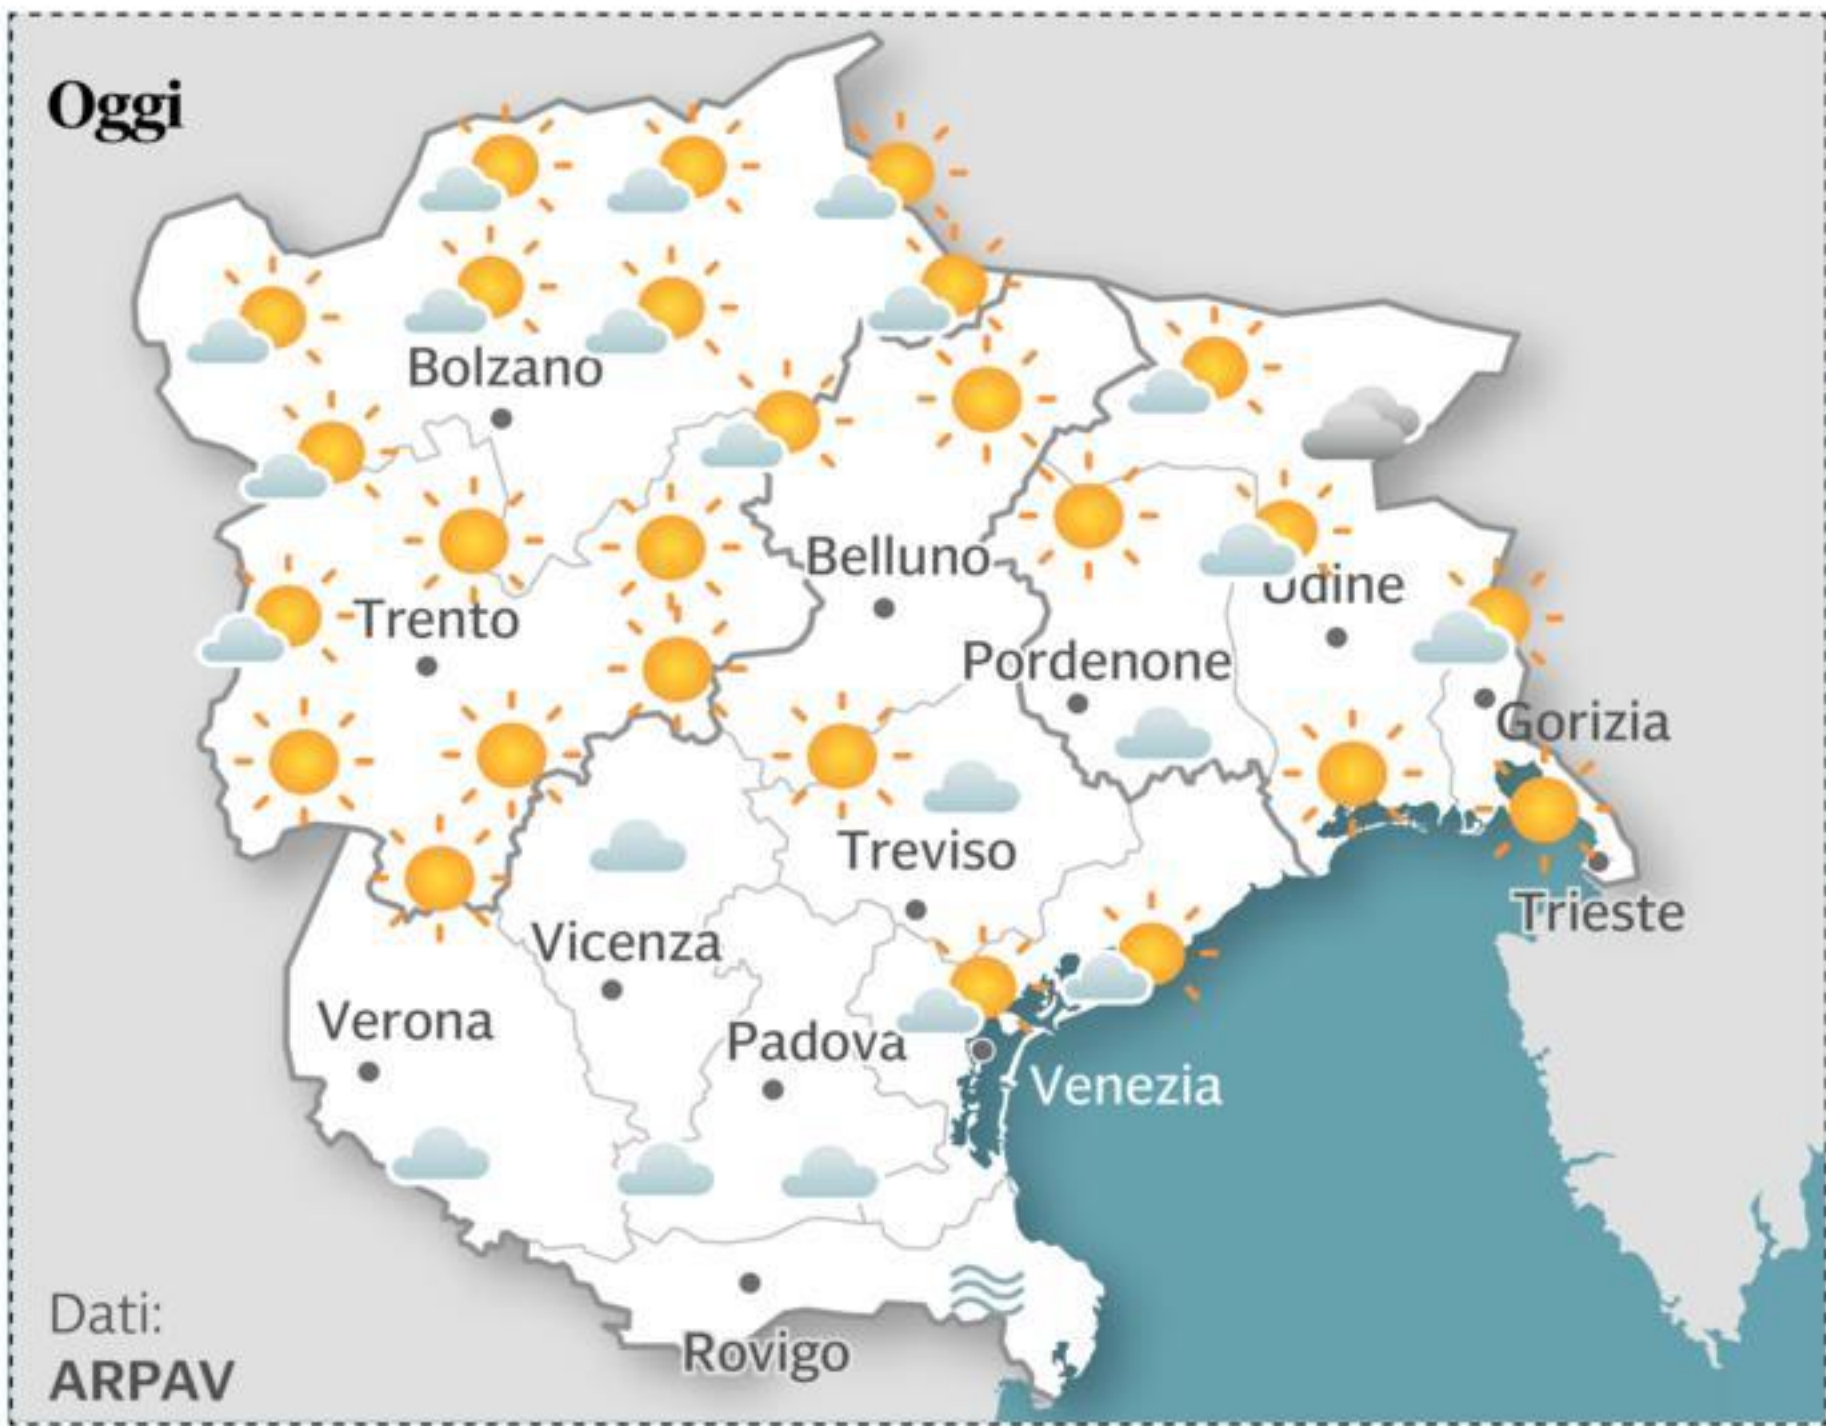 Oggi
Bolzano
Belluno
Udine
Trento
Pordenone
Gorizia
Treviso
Trieste
Vicenza
Verona
Padova
Venezia
Dati:
ARPAV
Rovigo